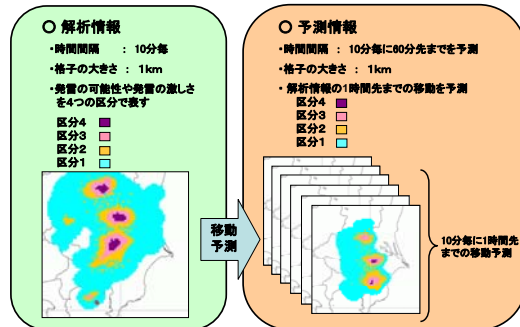 ○ 解析情報
・時間間隔 : 10分毎
・格子の大きさ : 1km
・発雷の可能性や発雷の激しさ
を4つの区分で表す
区分4
区分3
区分2
区分1
移動
予測
○ 予測情報
・時間間隔 : 10分毎に60分先までを予測
・格子の大きさ : 1km
・解析情報の1時間先までの移動を予測
区分4
区分3
区分2
区分1
10分毎に1時間先
までの移動予測